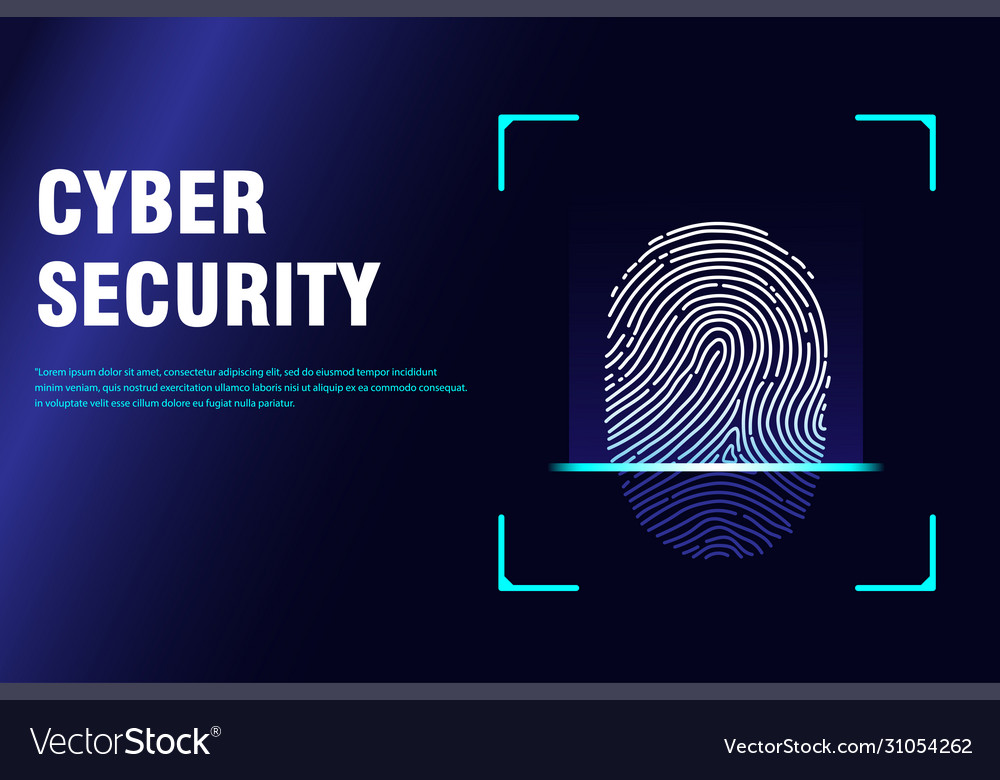 CYBER
SECURITY
"Lorem ipsum dolor sit amet, consectetur adipiscing elit, sed do eiusmod tempor incididunt
minim veniam, quis nostrud exercitation ullamco laboris nisi ut aliquip ex ea commodo consequat.
in voluptate velit esse cillum dolore eu fugiat nulla pariatur.
VectorStock®
VectorStock.com/31054262